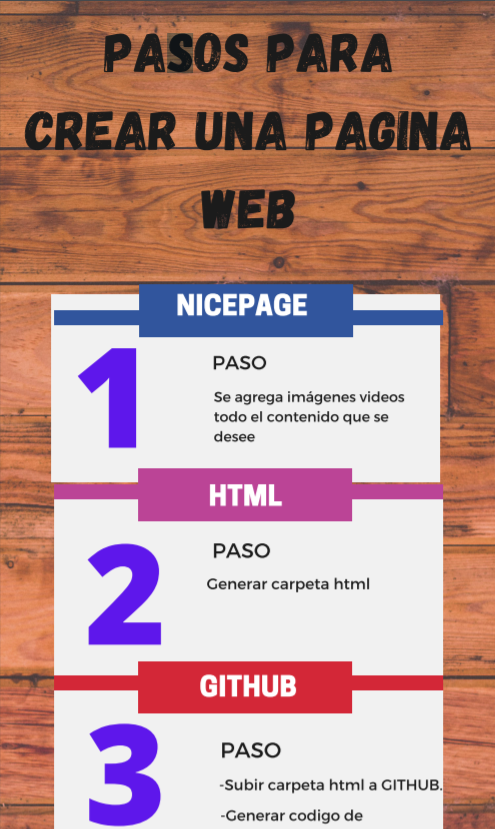 PASOS PARA
CREAR UNA PAGINA
WEB
NICEPAGE
1
PASO
Se agrega imágenes videos
todo el contenido que se
desee
HTML
2
PASO
Generar carpeta html
GITHUB
3
PASO
-Subir carpeta html a GITHUB.
-Generar codigo de